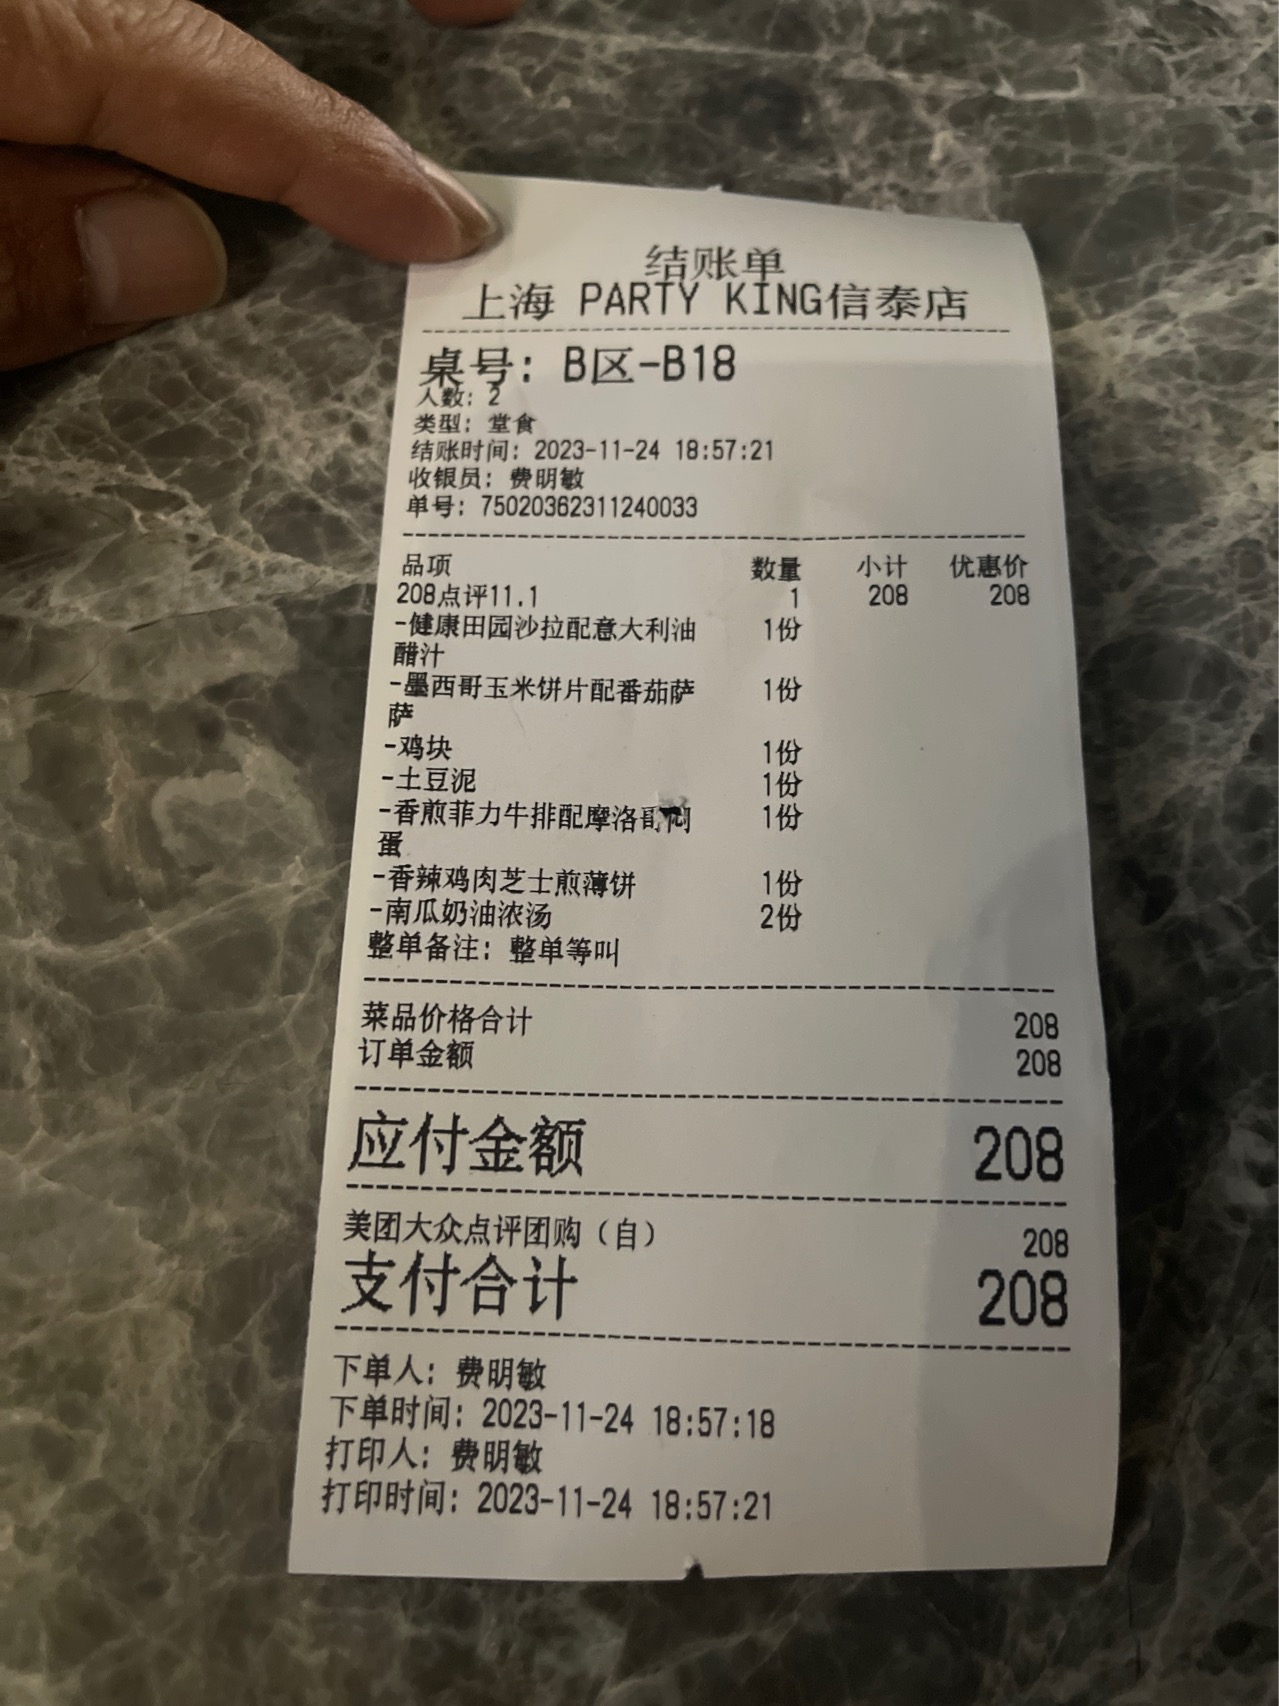 结账单
上海 PARTY KING信泰店
桌号: B区-B18
人数: 2
类型: 堂食
结账时间: 2023-11-24 18:57:21
收银员: 费明敏
单号: 75020362311240033
品项 数量 小计 优惠价
208点评11.1 1 208 208
-健康田园沙拉配意大利油 1份
醋汁
-墨西哥玉米饼片配番茄萨 1份
萨
-鸡块 1份
-土豆泥 1份
-香煎菲力牛排配摩洛哥焖 1份
蛋
-香辣鸡肉芝士煎薄饼 1份
-南瓜奶油浓汤 2份
整单备注: 整单等叫
菜品价格合计 208
订单金额 208
应付金额 208
美团大众点评团购（自） 208
支付合计 208
下单人: 费明敏
下单时间: 2023-11-24 18:57:18
打印人: 费明敏
打印时间: 2023-11-24 18:57:21